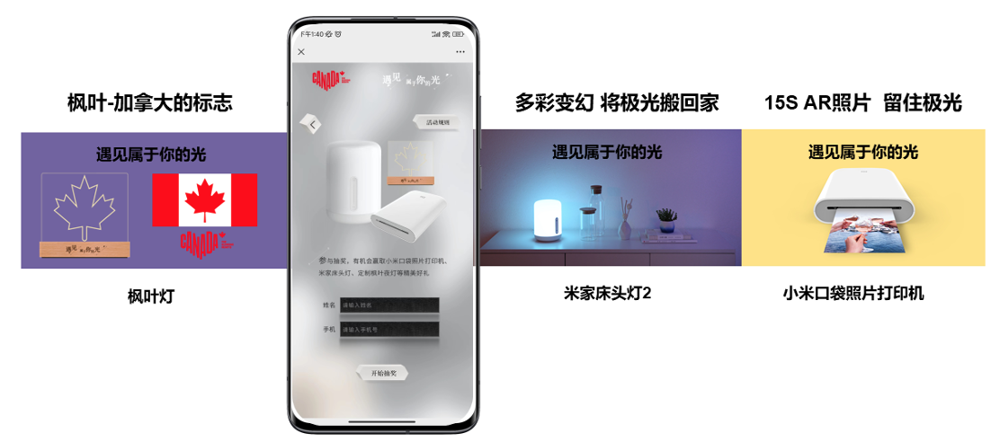 枫叶-加拿大的标志
遇见属于你的光
遇见属于你的光
CANADA
枫叶灯
下午1:40
CANADA
遇见属于你的光
活动规则
遇见属于你的光
参与抽奖，有机会赢取小米口袋照片打印机、
米家床头灯、定制枫叶夜灯等精美好礼
姓名 请输入姓名
手机 请输入手机号
开始抽奖
多彩变幻 将极光搬回家
遇见属于你的光
米家床头灯2
15S AR照片 留住极光
遇见属于你的光
小米口袋照片打印机